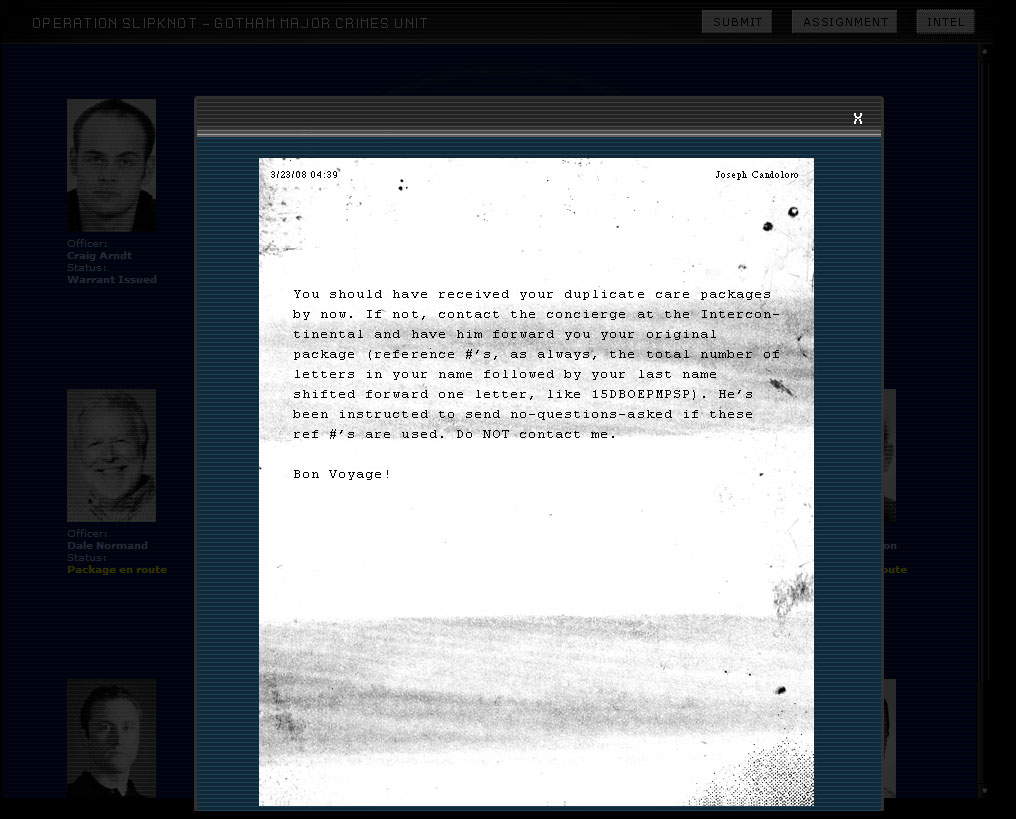 OPERATION SLIPKNOT - GOTHAM MAJOR CRIMES UNIT
SUBMIT
ASSIGNMENT
INTEL
X
3/23/08 04:39
Joseph Candoloro
You should have received your duplicate care packages
by now. If not, contact the concierge at the Intercon-
tinental and have him forward you your original
package (reference #'s, as always, the total number of
letters in your name followed by your last name
shifted forward one letter, like 15DBOEPMPSP). He's
been instructed to send no-questions-asked if these
ref #'s are used. Do NOT contact me.
Bon Voyage!
Officer:
Craig Arndt
Status:
Warrant Issued
Officer:
Dale Normand
Status:
Package en route
on
oute